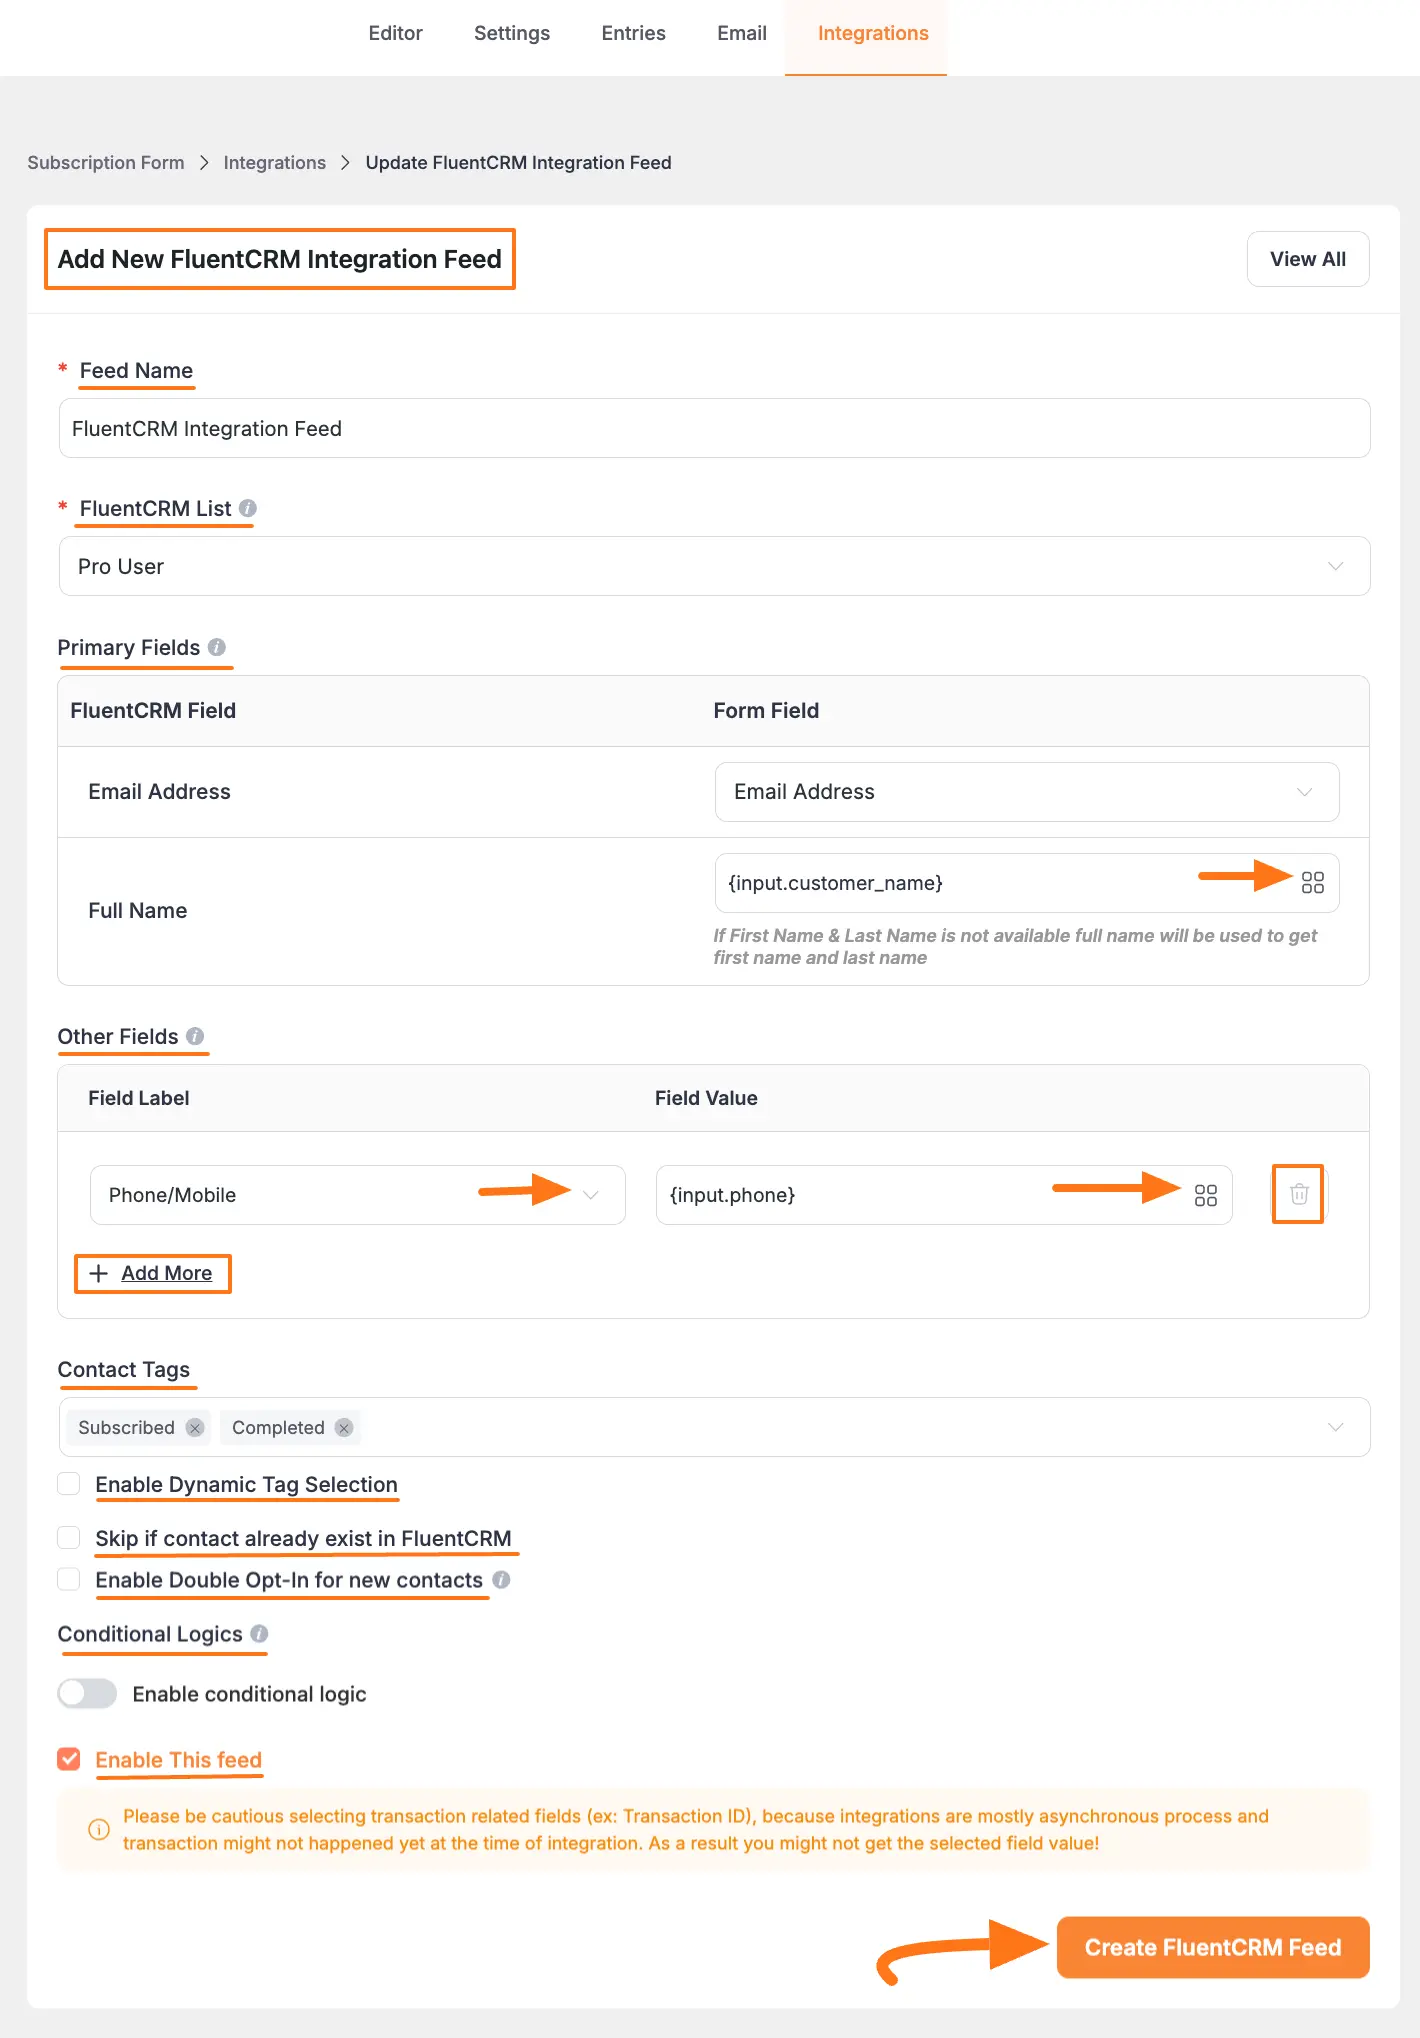 Editor Settings Entries Email Integrations
Subscription Form > Integrations > Update FluentCRM Integration Feed
Add New FluentCRM Integration Feed
View All
* Feed Name
FluentCRM Integration Feed
* FluentCRM List
Pro User
Primary Fields
FluentCRM Field Form Field
Email Address Email Address
Full Name {input.customer_name}
If First Name & Last Name is not available full name will be used to get
first name and last name
Other Fields
Field Label Field Value
Phone/Mobile {input.phone}
+ Add More
Contact Tags
Subscribed Completed
Enable Dynamic Tag Selection
Skip if contact already exist in FluentCRM
Enable Double Opt-In for new contacts
Conditional Logics
Enable conditional logic
Enable This feed
Please be cautious selecting transaction related fields (ex: Transaction ID), because integrations are mostly asynchronous process and
transaction might not happened yet at the time of integration. As a result you might not get the selected field value!
Create FluentCRM Feed